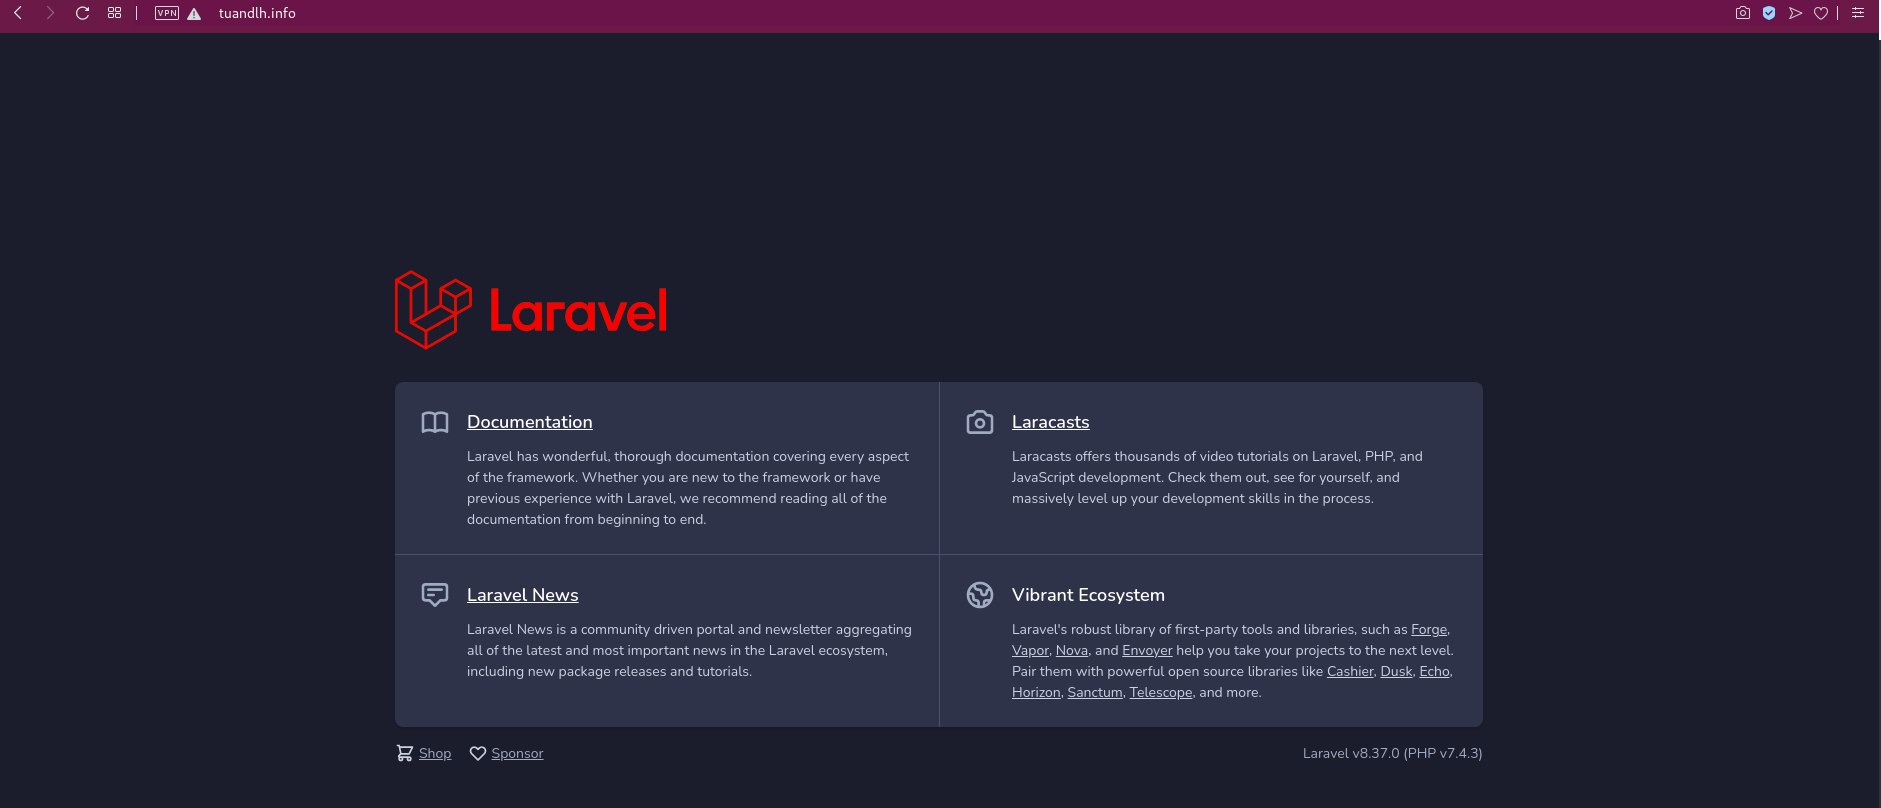 VPN
tuandlh.info
Laravel
Documentation
Laravel has wonderful, thorough documentation covering every aspect
of the framework. Whether you are new to the framework or have
previous experience with Laravel, we recommend reading all of the
documentation from beginning to end.
Laracasts
Laracasts offers thousands of video tutorials on Laravel, PHP, and
JavaScript development. Check them out, see for yourself, and
massively level up your development skills in the process.
Laravel News
Laravel News is a community driven portal and newsletter aggregating
all of the latest and most important news in the Laravel ecosystem,
including new package releases and tutorials.
Vibrant Ecosystem
Laravel's robust library of first-party tools and libraries, such as Forge,
Vapor, Nova, and Envoyer help you take your projects to the next level.
Pair them with powerful open source libraries like Cashier, Dusk, Echo,
Horizon, Sanctum, Telescope, and more.
Shop
Sponsor
Laravel v8.37.0 (PHP v7.4.3)